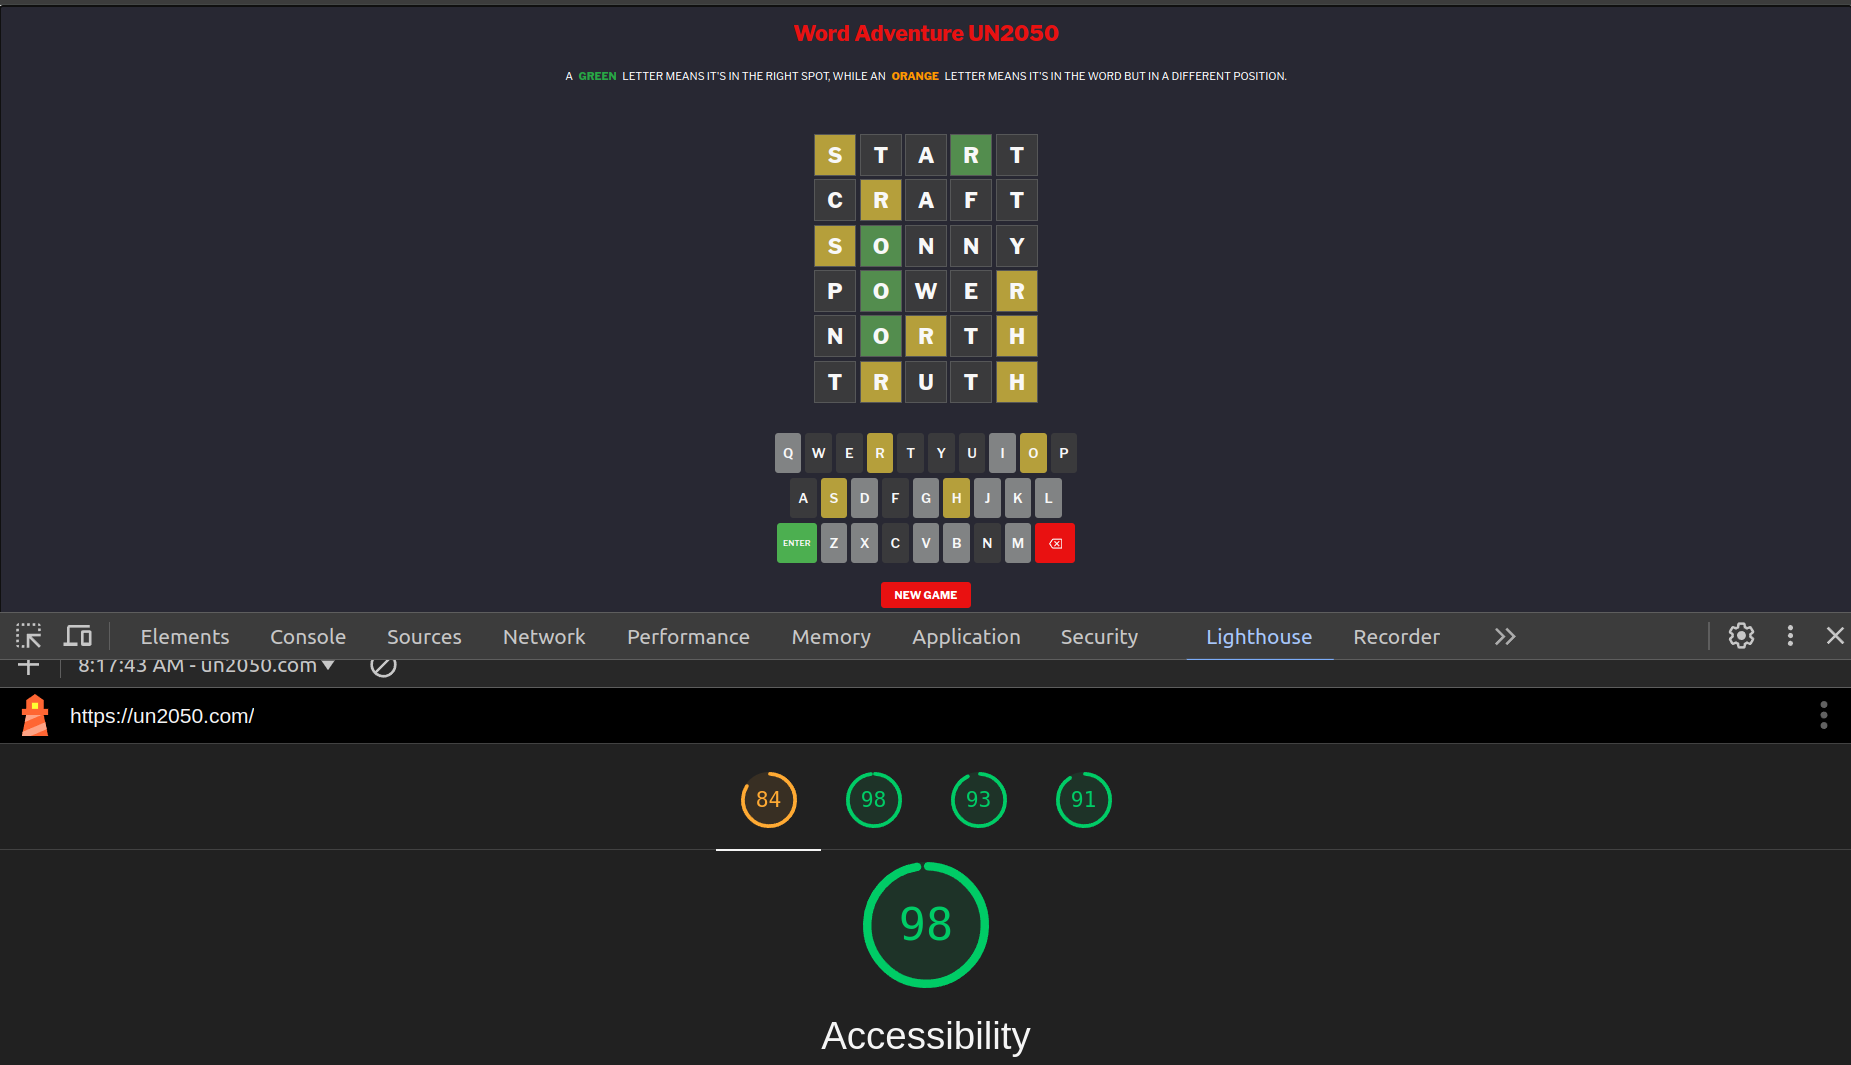 Word Adventure UN2050
A GREEN LETTER MEANS IT'S IN THE RIGHT SPOT, WHILE AN ORANGE LETTER MEANS IT'S IN THE WORD BUT IN A DIFFERENT POSITION.
S T A R T
C R A F T
S O N N Y
P O W E R
N O R T H
T R U T H
Q W E R T Y U I O P
A S D F G H J K L
ENTER Z X C V B N M
NEW GAME
Elements Console Sources Network Performance Memory Application Security Lighthouse Recorder
8:17:43 AM - un2050.com
https://un2050.com/
84 98 93 91
98
Accessibility